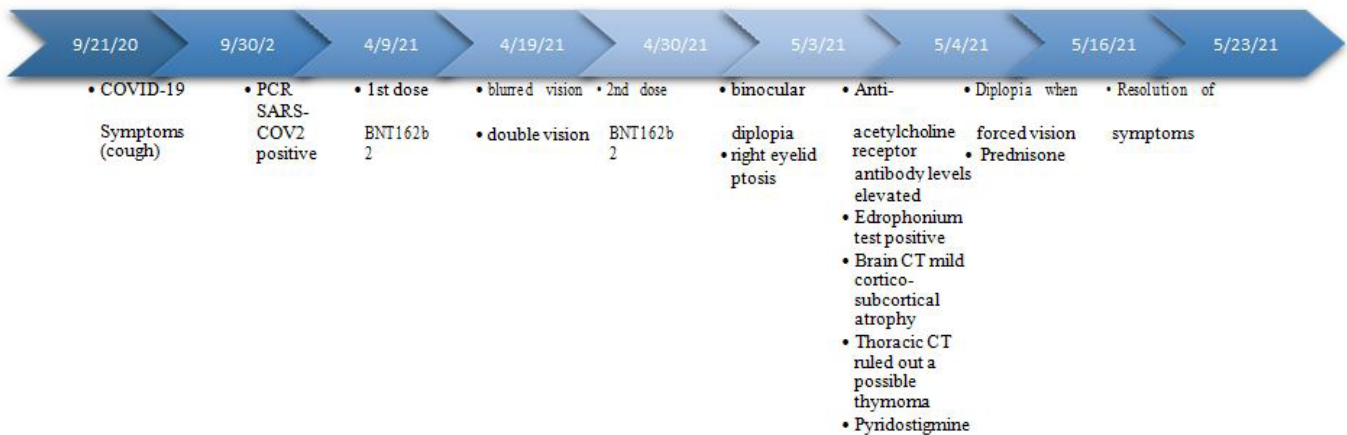 9/21/20
9/30/2
4/9/21
4/19/21
4/30/21
5/3/21
5/4/21
5/16/21
5/23/21
• COVID-19
Symptoms
(cough)
• PCR
SARS-
COV2
positive
• 1st dose
BNT162b
2
• blurred vision
• double vision
• 2nd dose
BNT162b
2
• binocular
diplopia
• right eyelid
ptosis
• Anti-
acetylcholine
receptor
antibody levels
elevated
• Edrophonium
test positive
• Brain CT mild
cortico-
subcortical
atrophy
• Thoracic CT
ruled out a
possible
thymoma
• Pyridostigmine
• Diplopia when
forced vision
• Prednisone
• Resolution of
symptoms